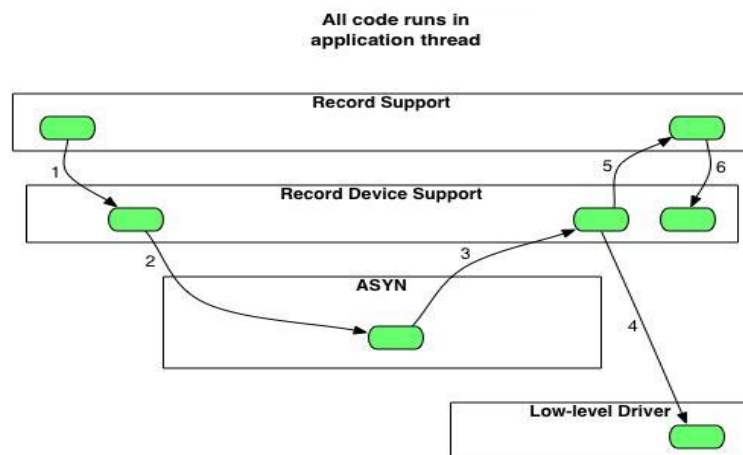 All code runs in
application thread
Record Support
1
5
6
Record Device Support
2
3
ASYN
4
Low-level Driver